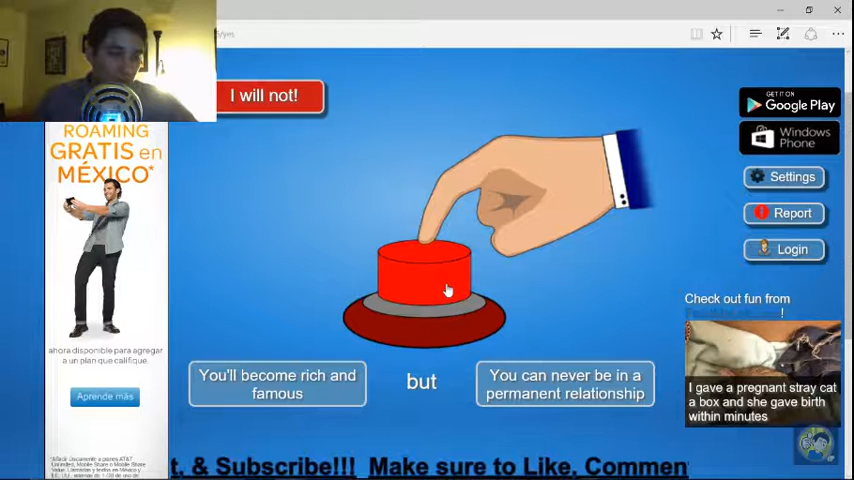 5/yes
I will not!
GET IT ON
Google Play
Windows
Phone
Settings
Report
Login
ROAMING
GRATIS en
MÉXICO*
ahora disponible para agregar
a un plan que califique.
Aprende más
You'll become rich and
famous
but
You can never be in a
permanent relationship
Check out fun from
!
I gave a pregnant stray cat
a box and she gave birth
within minutes
t, & Subscribe!!! Make sure to Like, Commen